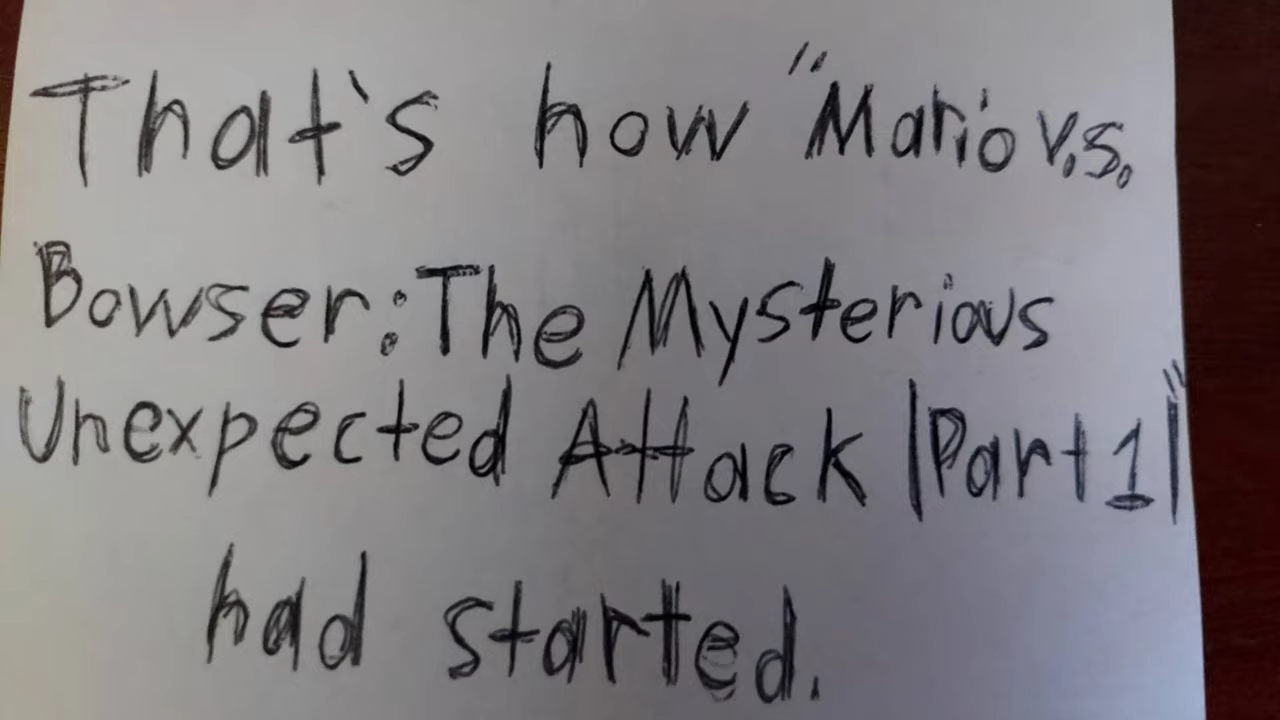 That's how "Mario v.s.
Bowser: The Mysterious
Unexpected Attack |Part 1|"
had started.